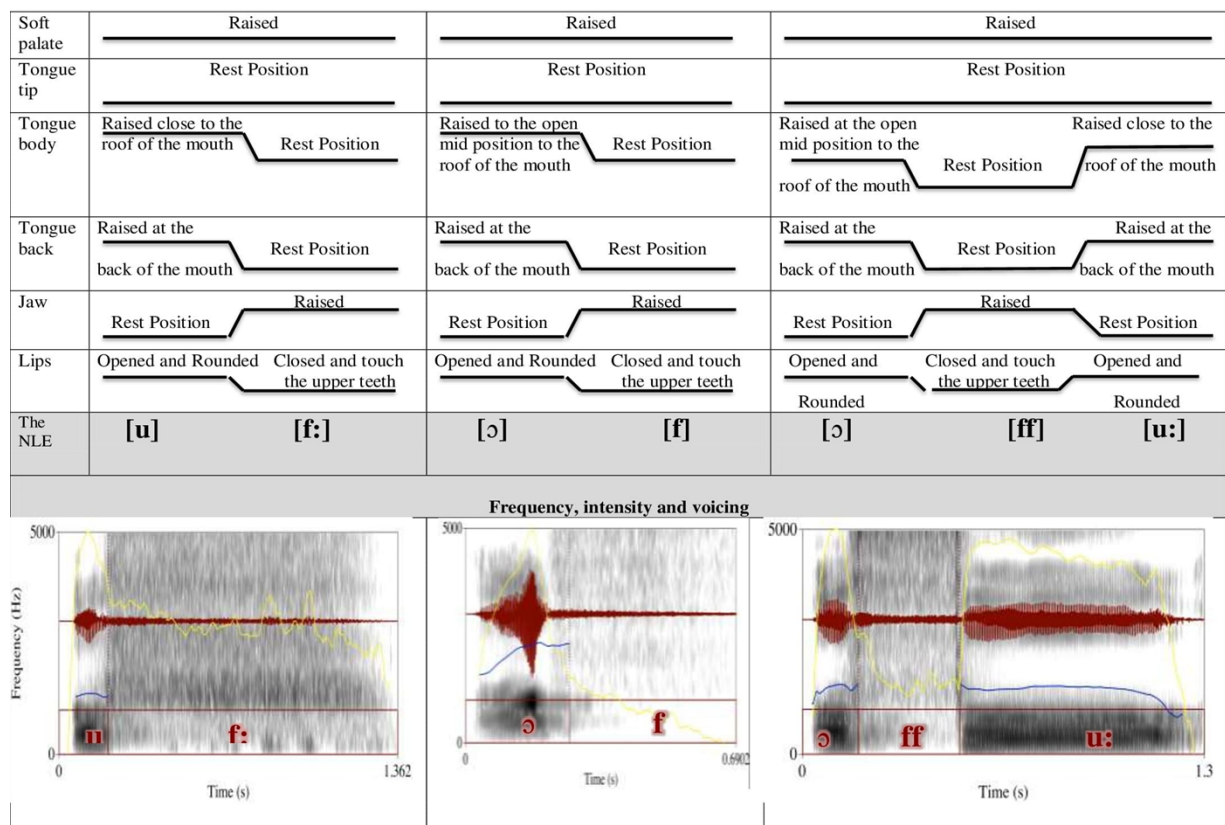 Soft palate
Raised
Raised
Raised
Tongue tip
Rest Position
Rest Position
Rest Position
Tongue body
Raised close to the
roof of the mouth
Rest Position
Raised to the open
mid position to the
roof of the mouth
Rest Position
Raised at the open
mid position to the
roof of the mouth
Rest Position
Raised close to the
roof of the mouth
Tongue back
Raised at the
back of the mouth
Rest Position
Raised at the
back of the mouth
Rest Position
Raised at the
back of the mouth
Rest Position
Raised at the
back of the mouth
Jaw
Rest Position
Raised
Rest Position
Raised
Rest Position
Raised
Rest Position
Lips
Opened and Rounded
Closed and touch
the upper teeth
Opened and Rounded
Closed and touch
the upper teeth
Opened and
Rounded
Closed and touch
the upper teeth
Opened and
Rounded
The NLE
[u] [f:]
[ɔ] [f]
[ɔ] [ff] [u:]
Frequency, intensity and voicing
5000
Frequency (Hz)
0
u f:
0 1.362
Time (s)
5000
0
ɔ f
0 0.6902
Time (s)
5000
0
ɔ ff u:
0 1.3
Time (s)